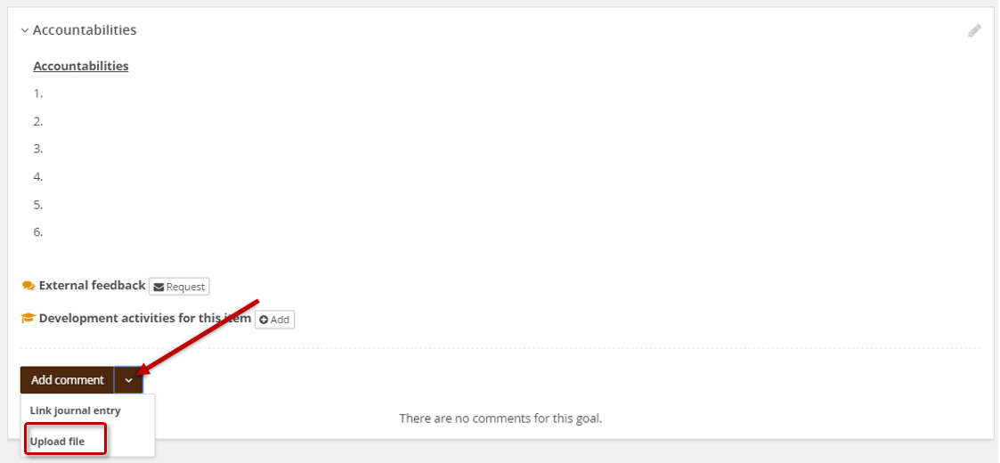 Accountabilities
Accountabilities
1.
2.
3.
4.
5.
6.
External feedback Request
Development activities for this item Add
Add comment
Link journal entry
There are no comments for this goal.
Upload file